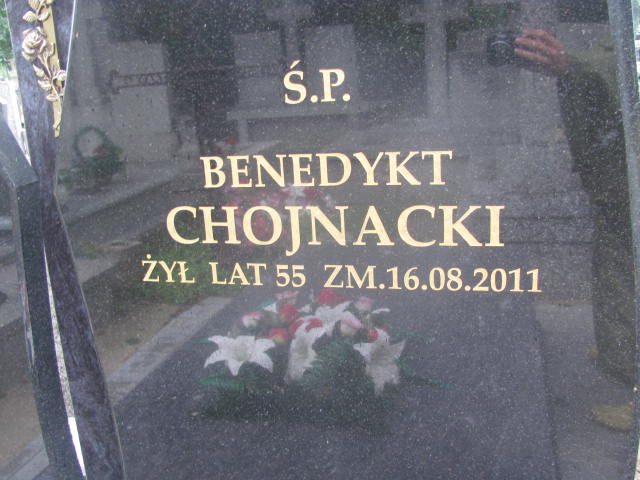 Ś.P.
BENEDYKT
CHOJNACKI
ŻYŁ LAT 55 ZM.16.08.2011